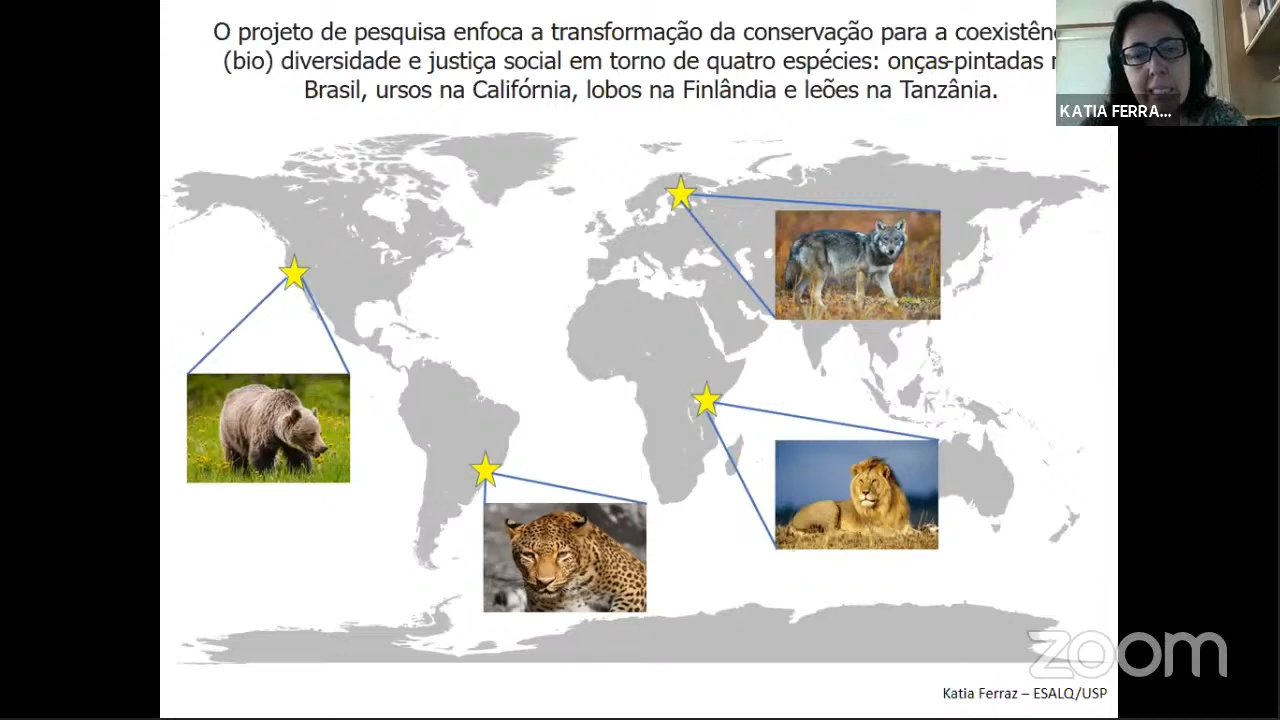 O projeto de pesquisa enfoca a transformação da conservação para a coexistên
(bio) diversidade e justiça social em torno de quatro espécies: onças-pintadas
Brasil, ursos na Califórnia, lobos na Finlândia e leões na Tanzânia.
KATIA FERRA...
zoom
Katia Ferraz – ESALQ/USP